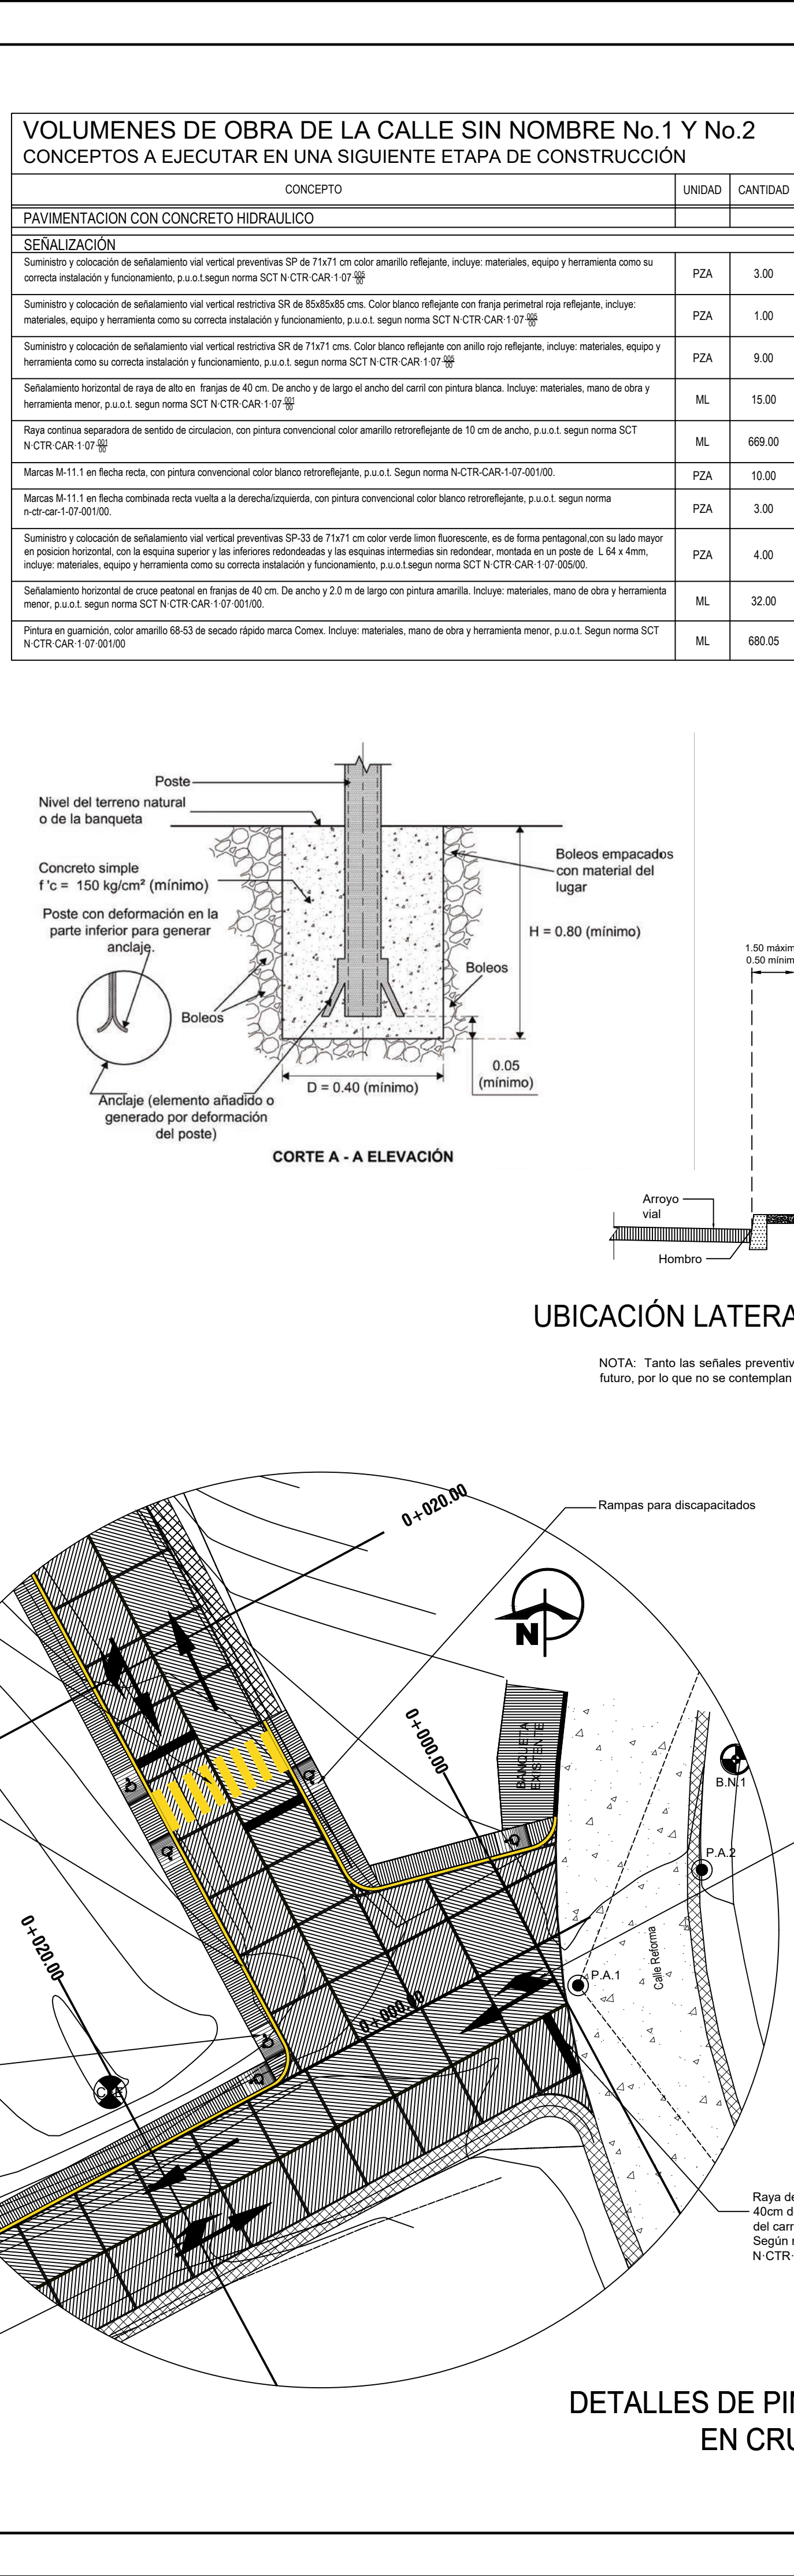 VOLUMENES DE OBRA DE LA CALLE SIN NOMBRE No.1 Y No.2
CONCEPTOS A EJECUTAR EN UNA SIGUIENTE ETAPA DE CONSTRUCCIÓN
CONCEPTO UNIDAD CANTIDAD
PAVIMENTACION CON CONCRETO HIDRAULICO
SEÑALIZACIÓN
Suministro y colocación de señalamiento vial vertical preventivas SP de 71x71 cm color amarillo reflejante, incluye: materiales, equipo y herramienta como su
correcta instalación y funcionamiento, p.u.o.t.segun norma SCT N·CTR·CAR·1·07·005/00
PZA 3.00
Suministro y colocación de señalamiento vial vertical restrictiva SR de 85x85x85 cms. Color blanco reflejante con franja perimetral roja reflejante, incluye:
materiales, equipo y herramienta como su correcta instalación y funcionamiento, p.u.o.t. segun norma SCT N·CTR·CAR·1·07·005/00
PZA 1.00
Suministro y colocación de señalamiento vial vertical restrictiva SR de 71x71 cms. Color blanco reflejante con anillo rojo reflejante, incluye: materiales, equipo y
herramienta como su correcta instalación y funcionamiento, p.u.o.t. segun norma SCT N·CTR·CAR·1·07·005/00
PZA 9.00
Señalamiento horizontal de raya de alto en franjas de 40 cm. De ancho y de largo el ancho del carril con pintura blanca. Incluye: materiales, mano de obra y
herramienta menor, p.u.o.t. segun norma SCT N·CTR·CAR·1·07·001/00
ML 15.00
Raya continua separadora de sentido de circulacion, con pintura convencional color amarillo retroreflejante de 10 cm de ancho, p.u.o.t. segun norma SCT
N·CTR·CAR·1·07·001/00
ML 669.00
Marcas M-11.1 en flecha recta, con pintura convencional color blanco retroreflejante, p.u.o.t. Segun norma N-CTR-CAR-1-07-001/00.
PZA 10.00
Marcas M-11.1 en flecha combinada recta vuelta a la derecha/izquierda, con pintura convencional color blanco retroreflejante, p.u.o.t. segun norma
n-ctr-car-1-07-001/00.
PZA 3.00
Suministro y colocación de señalamiento vial vertical preventivas SP-33 de 71x71 cm color verde limon fluorescente, es de forma pentagonal,con su lado mayor
en posicion horizontal, con la esquina superior y las inferiores redondeadas y las esquinas intermedias sin redondear, montada en un poste de L 64 x 4mm,
incluye: materiales, equipo y herramienta como su correcta instalación y funcionamiento, p.u.o.t.segun norma SCT N·CTR·CAR·1·07·005/00.
PZA 4.00
Señalamiento horizontal de cruce peatonal en franjas de 40 cm. De ancho y 2.0 m de largo con pintura amarilla. Incluye: materiales, mano de obra y herramienta
menor, p.u.o.t. segun norma SCT N·CTR·CAR·1·07·001/00.
ML 32.00
Pintura en guarnición, color amarillo 68-53 de secado rápido marca Comex. Incluye: materiales, mano de obra y herramienta menor, p.u.o.t. Segun norma SCT
N·CTR·CAR·1·07·001/00
ML 680.05
Poste
Nivel del terreno natural
o de la banqueta
Concreto simple
f 'c = 150 kg/cm² (mínimo)
Poste con deformación en la
parte inferior para generar
anclaje.
Boleos
Boleos empacados
con material del
lugar
H = 0.80 (mínimo)
Boleos
0.05
(mínimo)
D = 0.40 (mínimo)
Anclaje (elemento añadido o
generado por deformación
del poste)
CORTE A - A ELEVACIÓN
1.50 máxim
0.50 mínim
Arroyo
vial
Hombro
UBICACIÓN LATERA
NOTA: Tanto las señales preventiv
futuro, por lo que no se contemplan
0+020.00
Rampas para discapacitados
N
0+000.00
BANQUETA
EXISTENTE
B.N.1
P.A.2
P.A.1
Calle Reforma
0+020.00
0+000.00
Raya de
40cm d
del carr
Según n
N·CTR·
DETALLES DE PIN
EN CRU